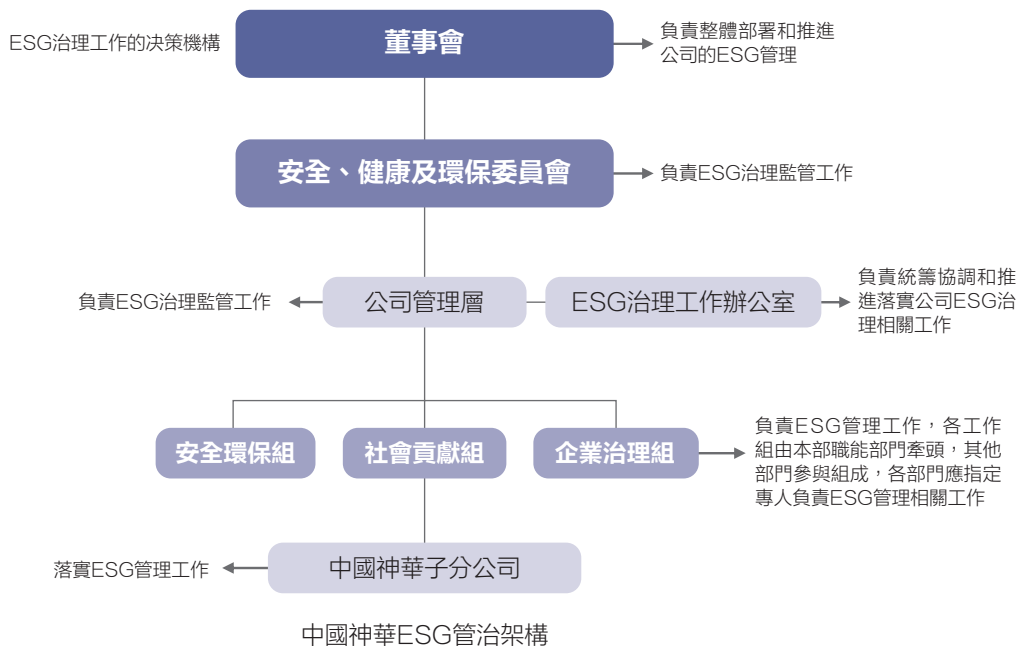 ESG治理工作的決策機構
董事會
負責整體部署和推進
公司的ESG管理
安全、健康及環保委員會
負責ESG治理監管工作
負責ESG治理監管工作
公司管理層
ESG治理工作辦公室
負責統籌協調和推
進落實公司ESG治
理相關工作
安全環保組
社會貢獻組
企業治理組
負責ESG管理工作，各工作
組由本部職能部門牽頭，其他
部門參與組成，各部門應指定
專人負責ESG管理相關工作
落實ESG管理工作
中國神華子分公司
中國神華ESG管治架構